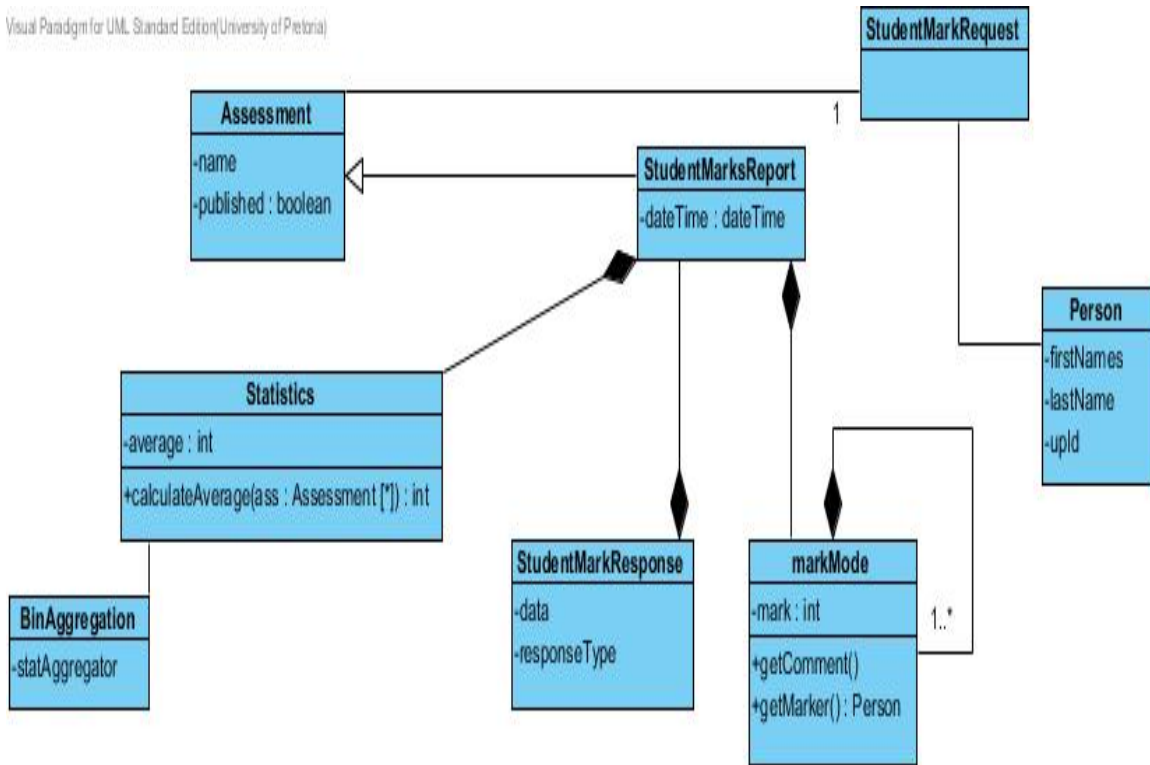 Visual Paradigm for UML Standard Edition(University of Pretoria)
StudentMarkRequest
1
Assessment
-name
-published : boolean
StudentMarksReport
-dateTime : dateTime
Person
-firstNames
-lastName
-upId
Statistics
-average : int
+calculateAverage(ass : Assessment [*]) : int
StudentMarkResponse
-data
-responseType
markMode
-mark : int
+getComment()
+getMarker() : Person
1..*
BinAggregation
-statAggregator